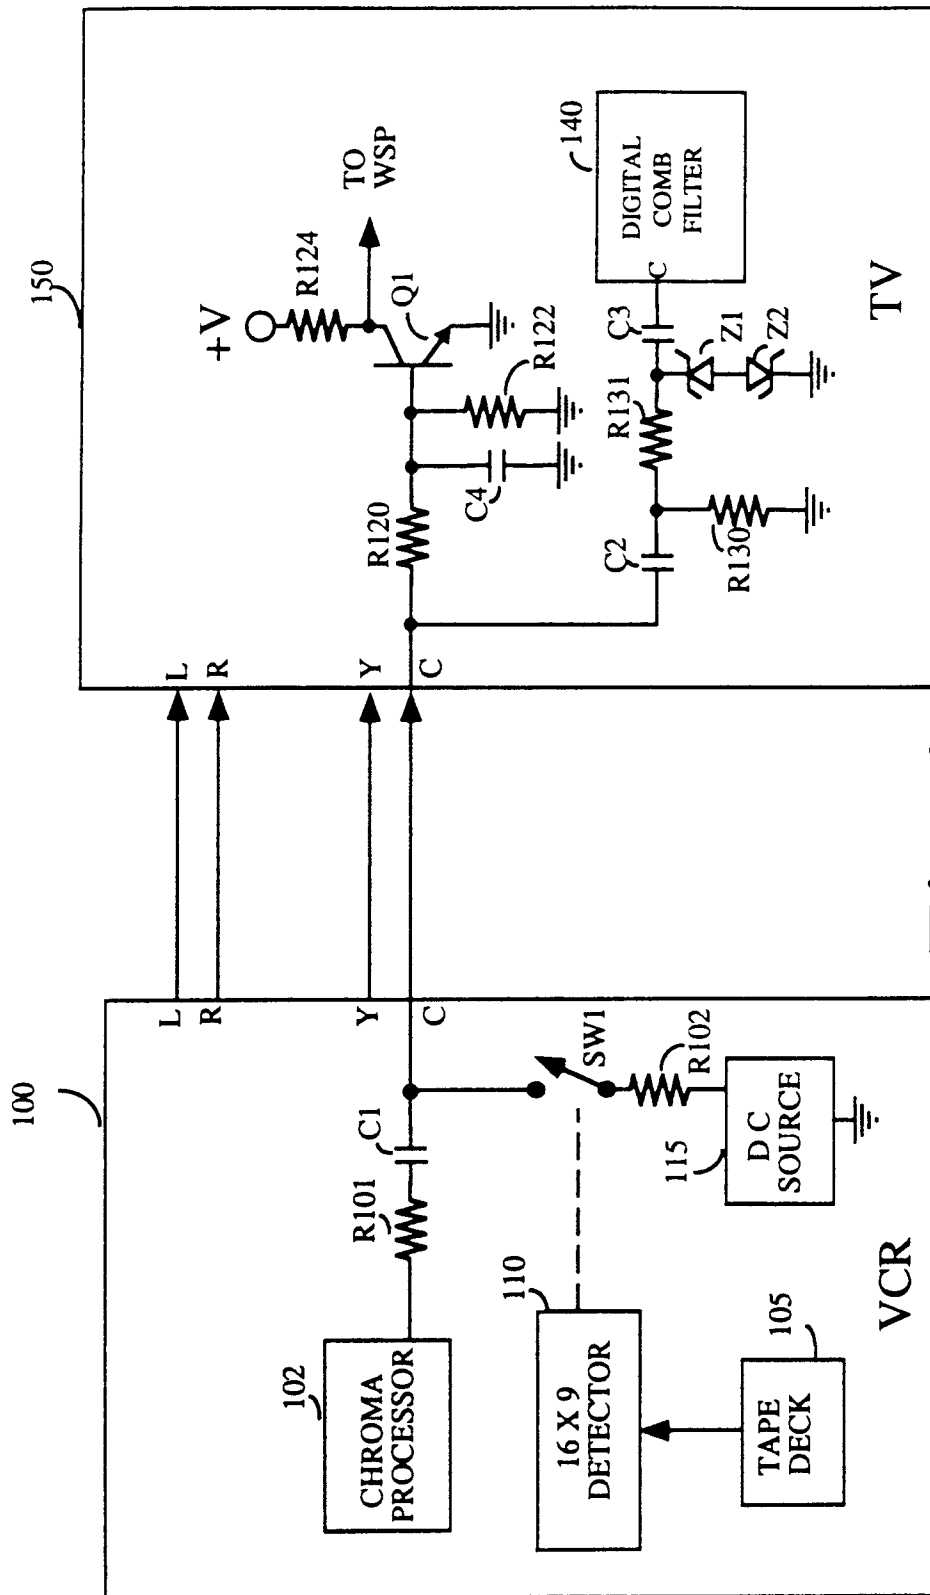 100
102
CHROMA
PROCESSOR
R101
C1
110
16 X 9
DETECTOR
SW1
R102
105
TAPE
DECK
115
D C
SOURCE
VCR
L
R
Y
C
150
L
R
Y
C
+V
R124
TO
WSP
Q1
R120
C4
R122
C2
R130
R131
C3
Z1
Z2
140
C
DIGITAL
COMB
FILTER
TV